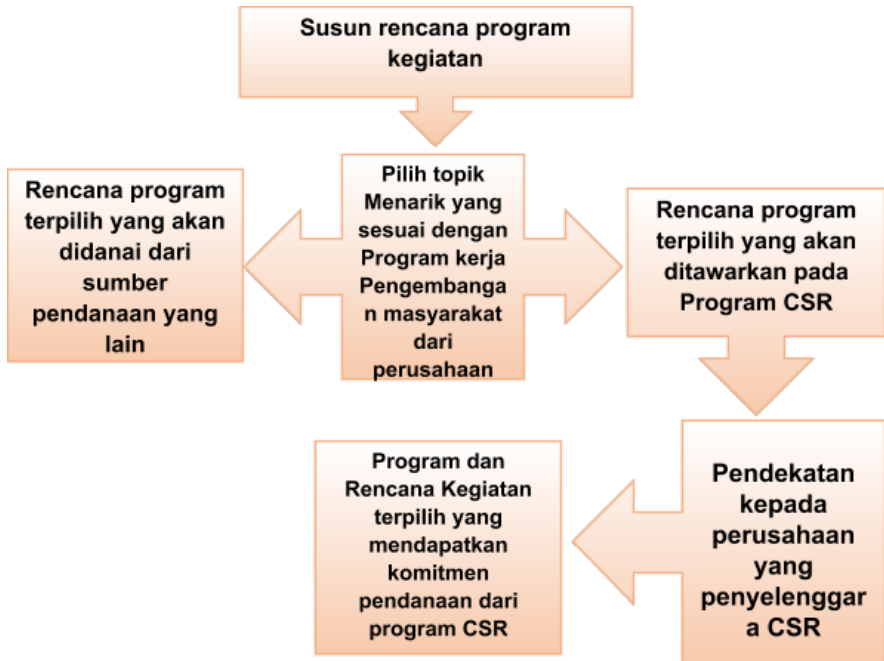 Susun rencana program
kegiatan
Pilih topik
Menarik yang
sesuai dengan
Program kerja
Pengembanga
n masyarakat
dari
perusahaan
Rencana program
terpilih yang akan
didanai dari
sumber
pendanaan yang
lain
Rencana program
terpilih yang akan
ditawarkan pada
Program CSR
Pendekatan
kepada
perusahaan
yang
penyelenggar
a CSR
Program dan
Rencana Kegiatan
terpilih yang
mendapatkan
komitmen
pendanaan dari
program CSR